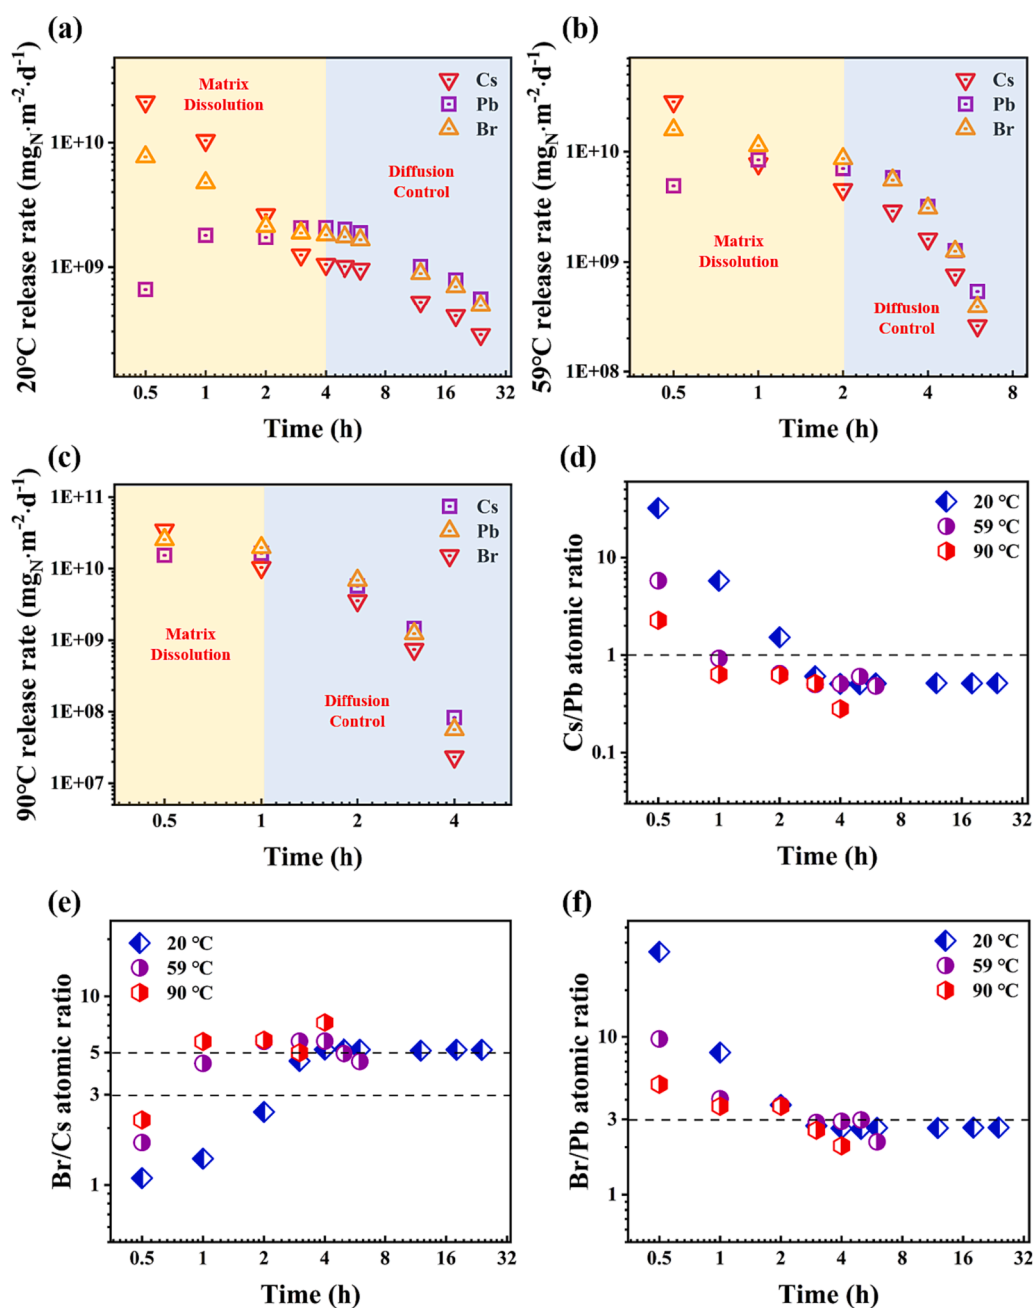 (a)
20℃ release rate (mg_N·m⁻²·d⁻¹)
1E+10
1E+09
Matrix
Dissolution
Cs
Pb
Br
Diffusion
Control
0.5 1 2 4 8 16 32
Time (h)
(b)
59℃ release rate (mg_N·m⁻²·d⁻¹)
1E+10
1E+09
1E+08
Cs
Pb
Br
Matrix
Dissolution
Diffusion
Control
0.5 1 2 4 8
Time (h)
(c)
90℃ release rate (mg_N·m⁻²·d⁻¹)
1E+11
1E+10
1E+09
1E+08
1E+07
Cs
Pb
Br
Matrix
Dissolution
Diffusion
Control
0.5 1 2 4
Time (h)
(d)
Cs/Pb atomic ratio
10
1
0.1
20 ℃
59 ℃
90 ℃
0.5 1 2 4 8 16 32
Time (h)
(e)
Br/Cs atomic ratio
10
5
3
1
20 ℃
59 ℃
90 ℃
0.5 1 2 4 8 16 32
Time (h)
(f)
Br/Pb atomic ratio
10
3
1
20 ℃
59 ℃
90 ℃
0.5 1 2 4 8 16 32
Time (h)